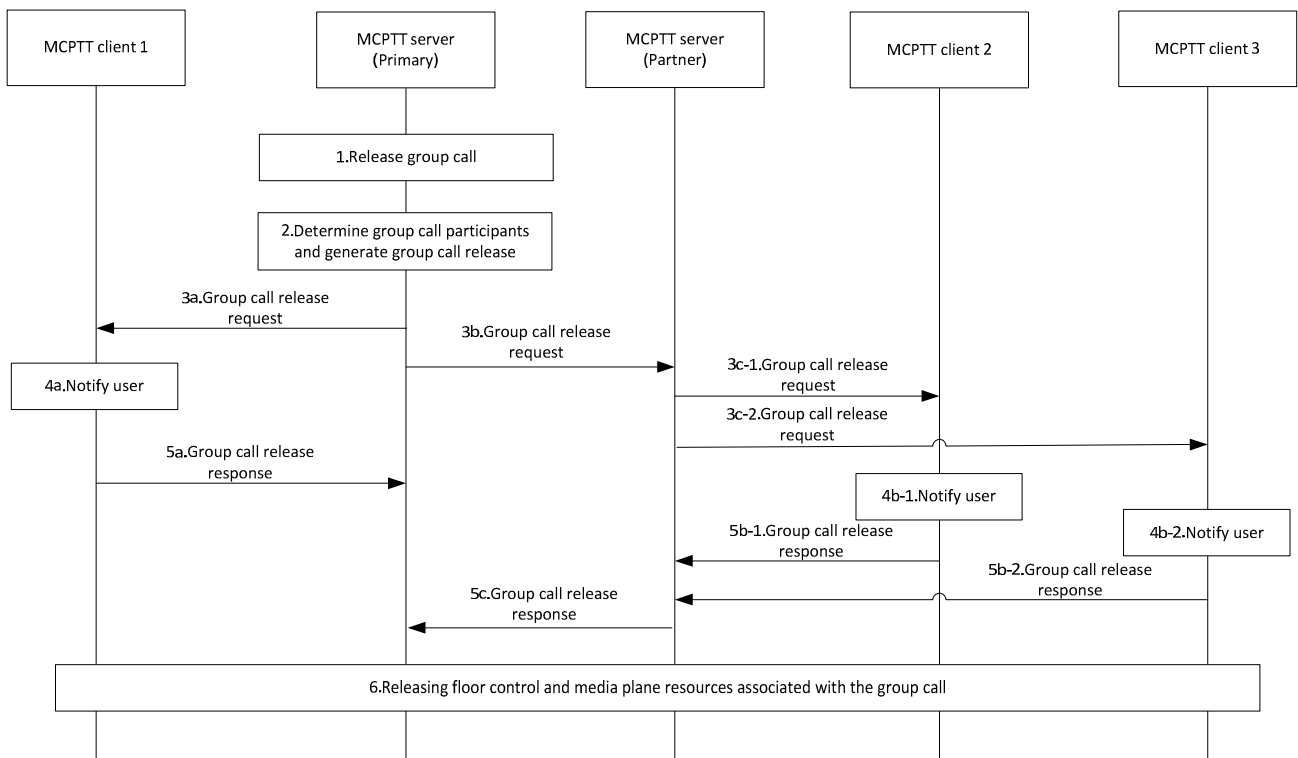 MCPTT client 1
MCPTT server
(Primary)
MCPTT server
(Partner)
MCPTT client 2
MCPTT client 3
1.Release group call
2.Determine group call participants
and generate group call release
3a.Group call release
request
3b.Group call release
request
3c-1.Group call release
request
4a.Notify user
3c-2.Group call release
request
5a.Group call release
response
4b-1.Notify user
4b-2.Notify user
5b-1.Group call release
response
5b-2.Group call release
response
5c.Group call release
response
6.Releasing floor control and media plane resources associated with the group call